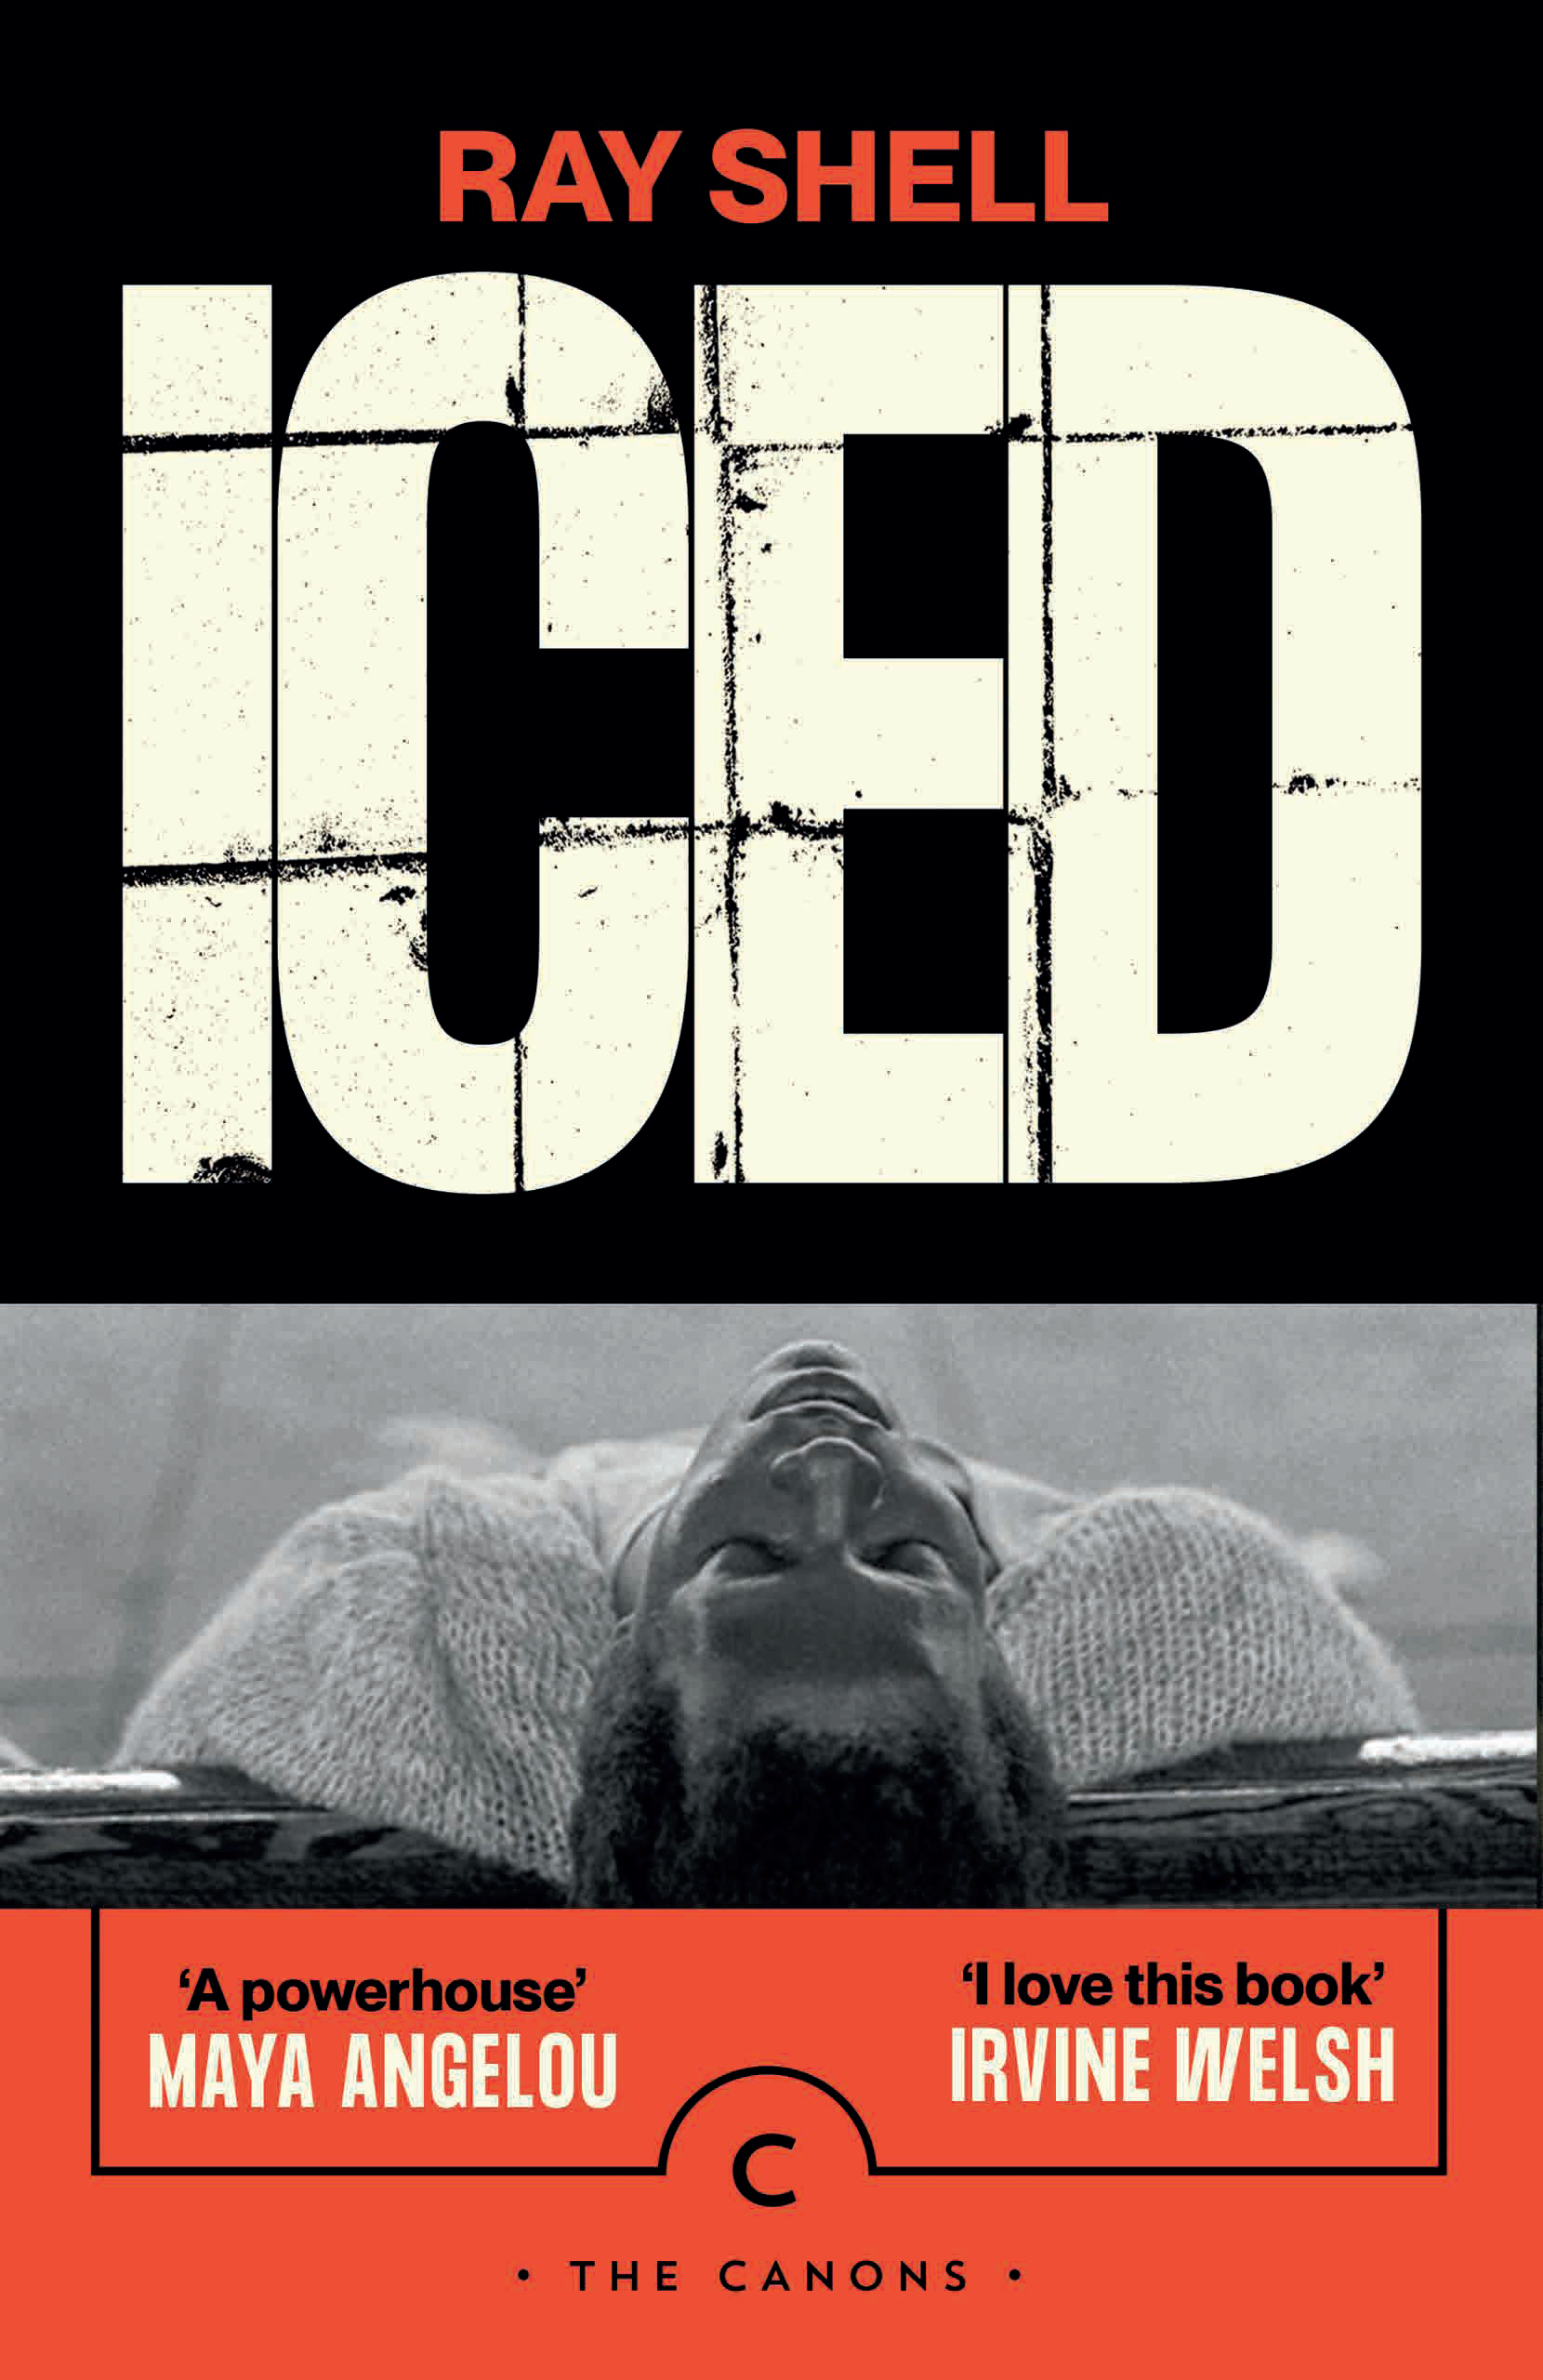 RAY SHELL
ICED
‘A powerhouse’
MAYA ANGELOU
‘I love this book’
IRVINE WELSH
C
• THE CANONS •